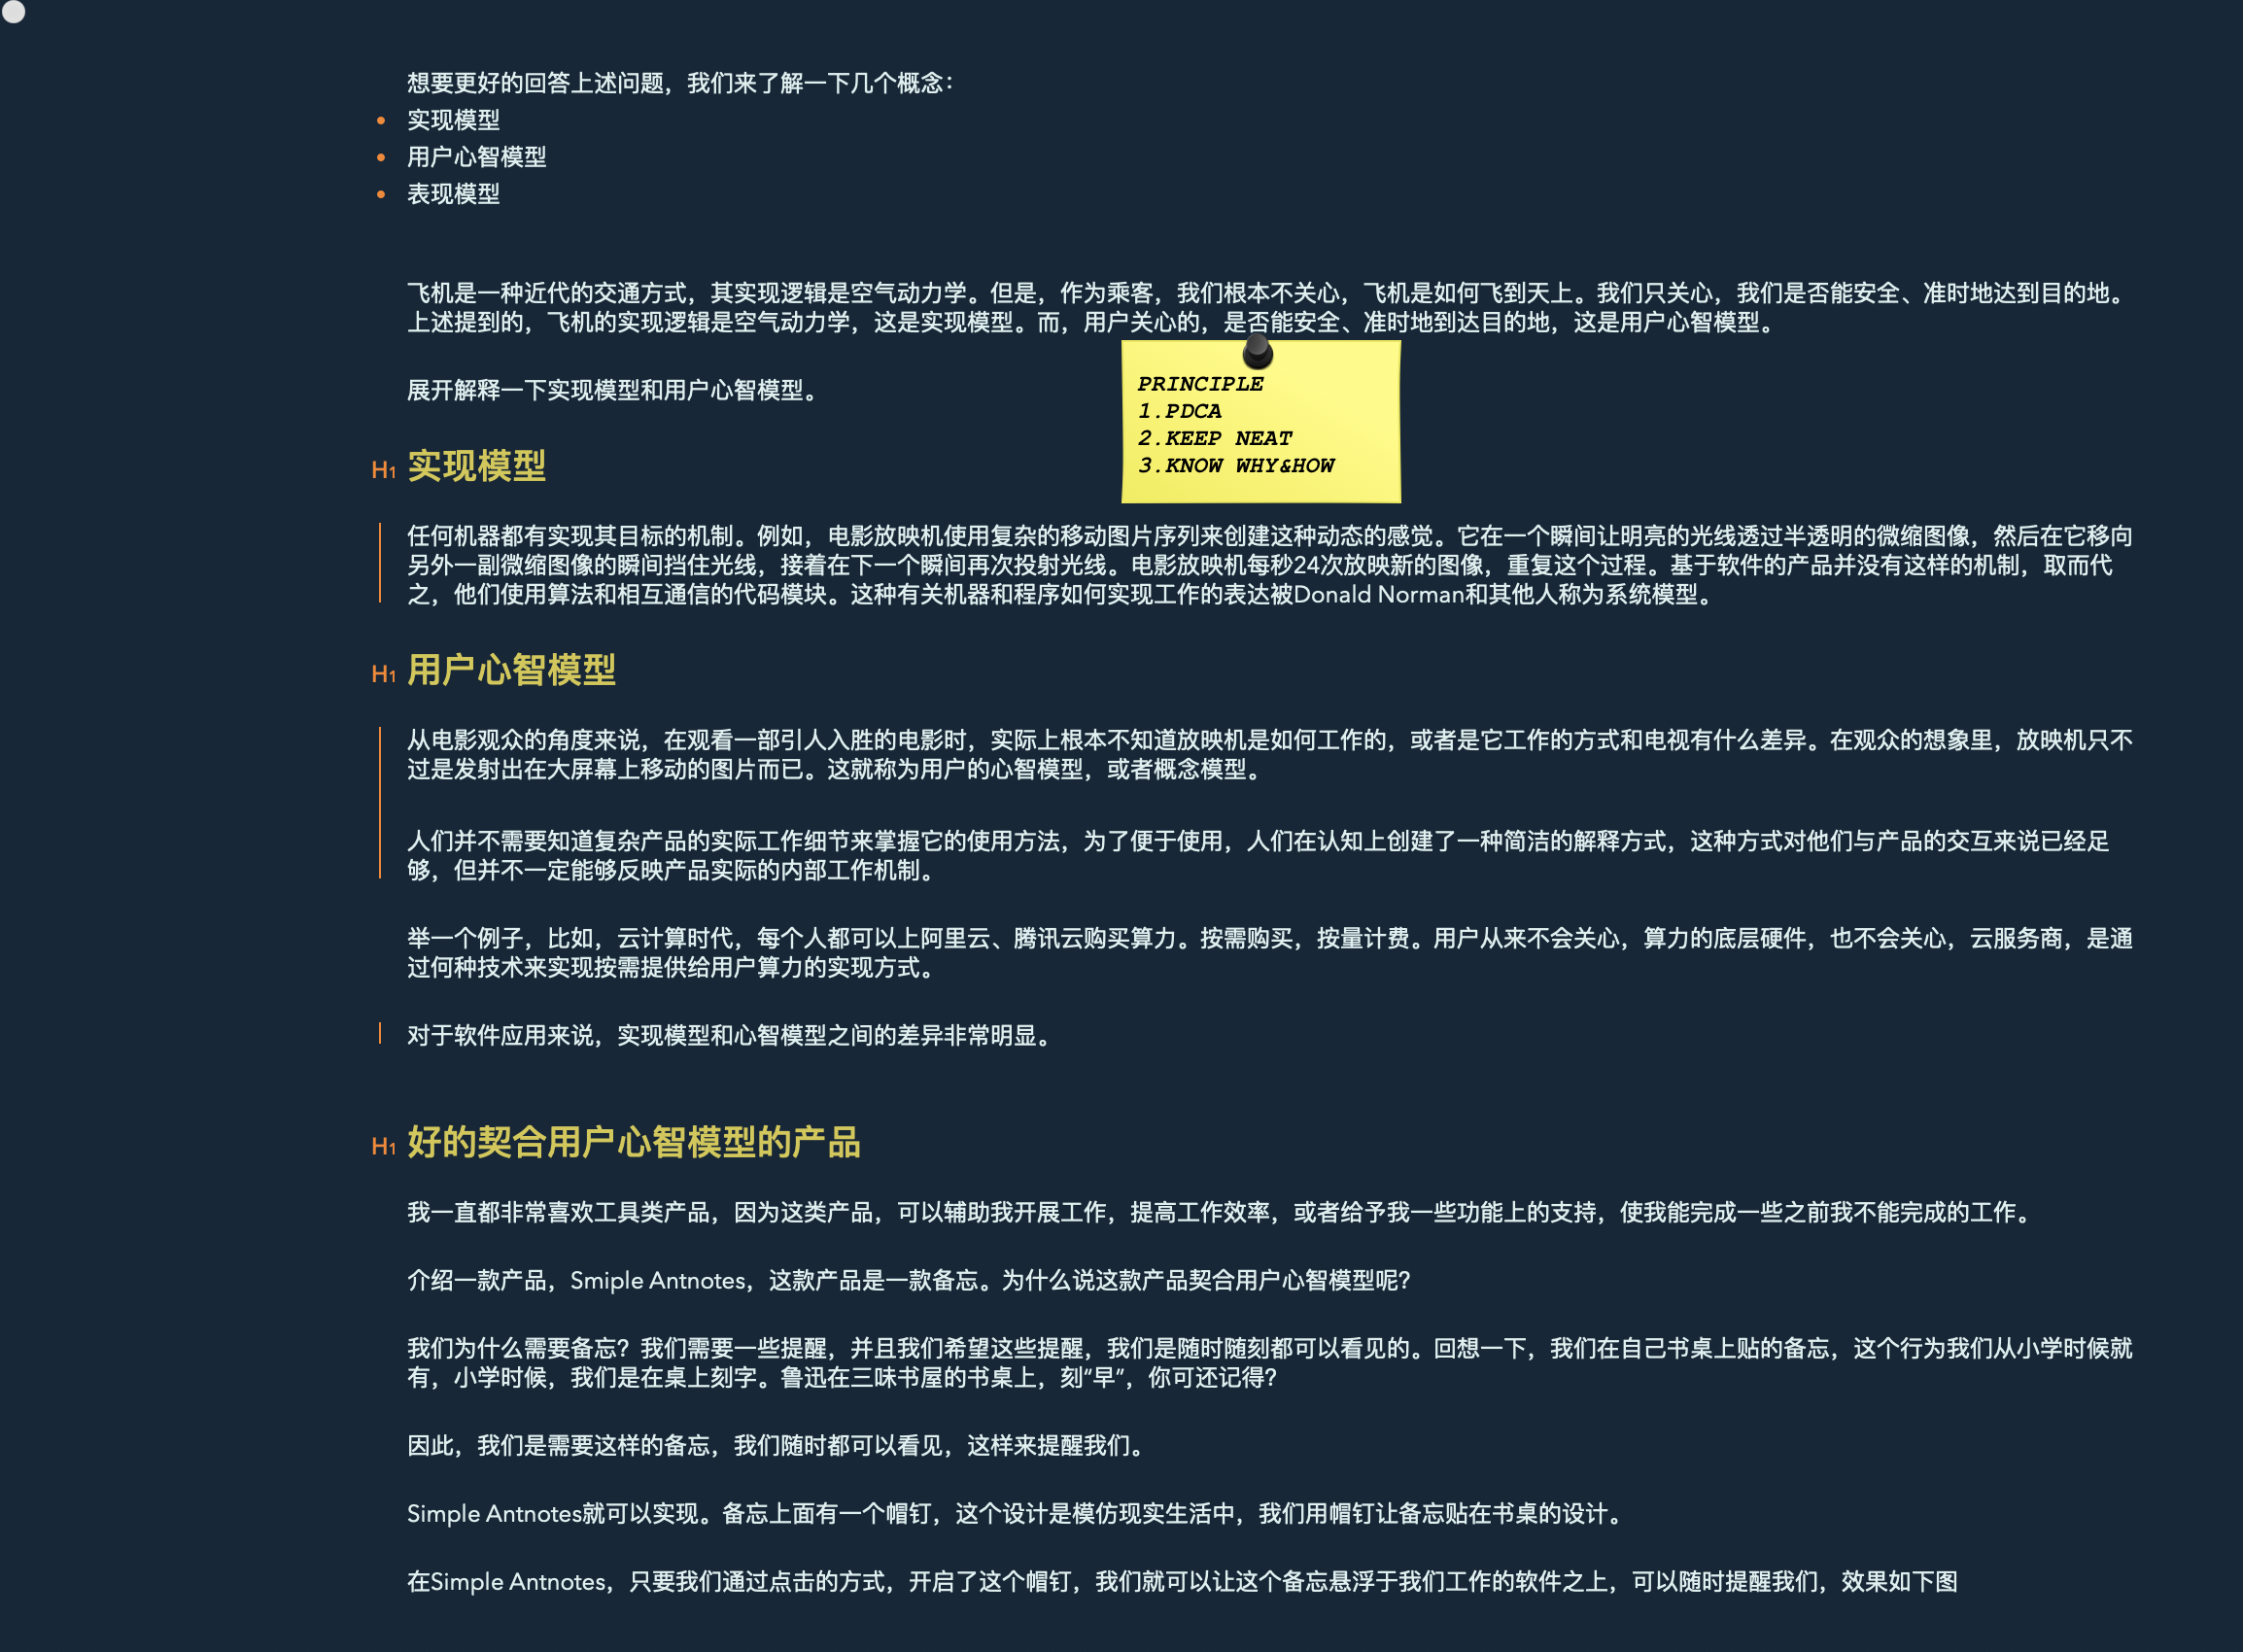 想要更好的回答上述问题，我们来了解一下几个概念：
• 实现模型
• 用户心智模型
• 表现模型
飞机是一种近代的交通方式，其实现逻辑是空气动力学。但是，作为乘客，我们根本不关心，飞机是如何飞到天上。我们只关心，我们是否能安全、准时地达到目的地。
上述提到的，飞机的实现逻辑是空气动力学，这是实现模型。而，用户关心的，是否能安全、准时地到达目的地，这是用户心智模型。
展开解释一下实现模型和用户心智模型。
PRINCIPLE
1.PDCA
2.KEEP NEAT
3.KNOW WHY&HOW
H1 实现模型
任何机器都有实现其目标的机制。例如，电影放映机使用复杂的移动图片序列来创建这种动态的感觉。它在一个瞬间让明亮的光线透过半透明的微缩图像，然后在它移向
另外一副微缩图像的瞬间挡住光线，接着在下一个瞬间再次投射光线。电影放映机每秒24次放映新的图像，重复这个过程。基于软件的产品并没有这样的机制，取而代
之，他们使用算法和相互通信的代码模块。这种有关机器和程序如何实现工作的表达被Donald Norman和其他人称为系统模型。
H1 用户心智模型
从电影观众的角度来说，在观看一部引人入胜的电影时，实际上根本不知道放映机是如何工作的，或者是它工作的方式和电视有什么差异。在观众的想象里，放映机只不
过是发射出在大屏幕上移动的图片而已。这就称为用户的心智模型，或者概念模型。
人们并不需要知道复杂产品的实际工作细节来掌握它的使用方法，为了便于使用，人们在认知上创建了一种简洁的解释方式，这种方式对他们与产品的交互来说已经足
够，但并不一定能够反映产品实际的内部工作机制。
举一个例子，比如，云计算时代，每个人都可以上阿里云、腾讯云购买算力。按需购买，按量计费。用户从来不会关心，算力的底层硬件，也不会关心，云服务商，是通
过何种技术来实现按需提供给用户算力的实现方式。
对于软件应用来说，实现模型和心智模型之间的差异非常明显。
H1 好的契合用户心智模型的产品
我一直都非常喜欢工具类产品，因为这类产品，可以辅助我开展工作，提高工作效率，或者给予我一些功能上的支持，使我能完成一些之前我不能完成的工作。
介绍一款产品，Smiple Antnotes，这款产品是一款备忘。为什么说这款产品契合用户心智模型呢？
我们为什么需要备忘？我们需要一些提醒，并且我们希望这些提醒，我们是随时随刻都可以看见的。回想一下，我们在自己书桌上贴的备忘，这个行为我们从小学时候就
有，小学时候，我们是在桌上刻字。鲁迅在三味书屋的书桌上，刻“早”，你可还记得？
因此，我们是需要这样的备忘，我们随时都可以看见，这样来提醒我们。
Simple Antnotes就可以实现。备忘上面有一个帽钉，这个设计是模仿现实生活中，我们用帽钉让备忘贴在书桌的设计。
在Simple Antnotes，只要我们通过点击的方式，开启了这个帽钉，我们就可以让这个备忘悬浮于我们工作的软件之上，可以随时提醒我们，效果如下图